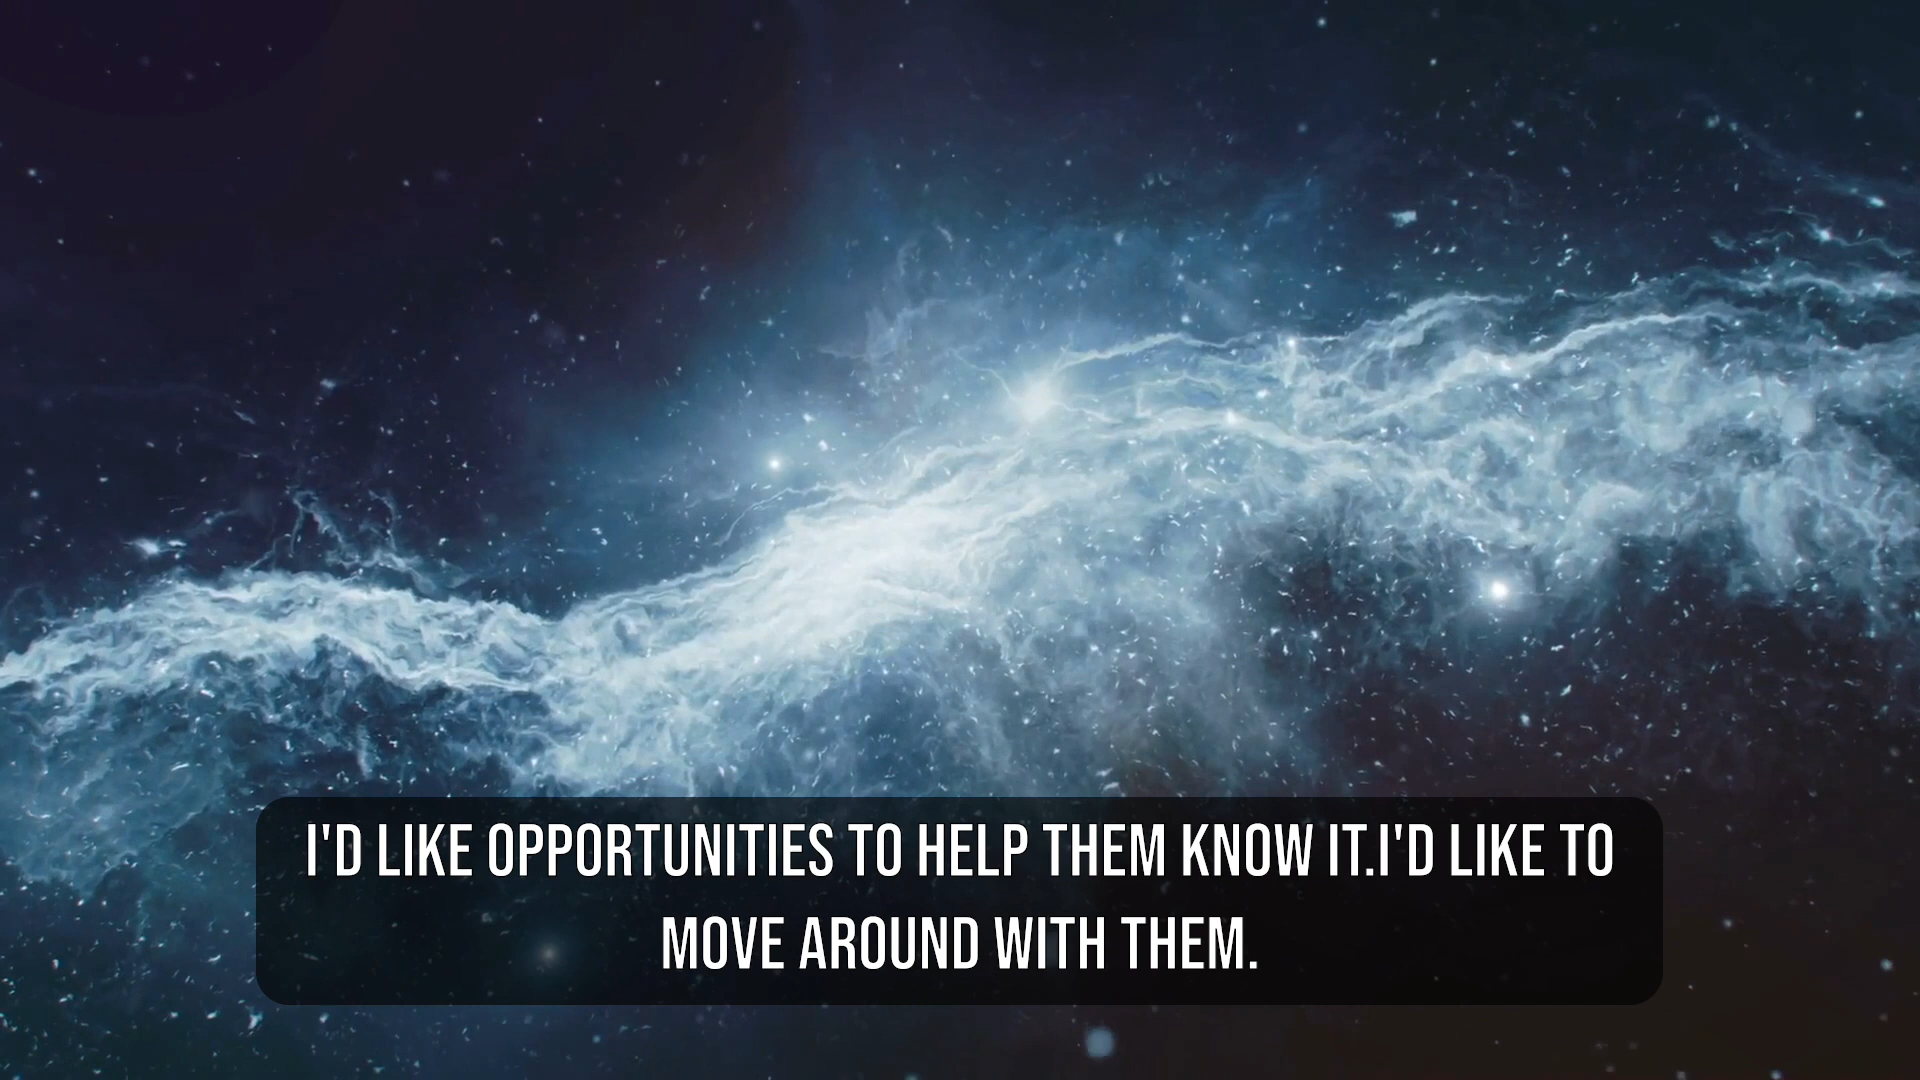 I'D LIKE OPPORTUNITIES TO HELP THEM KNOW IT.I'D LIKE TO
MOVE AROUND WITH THEM.